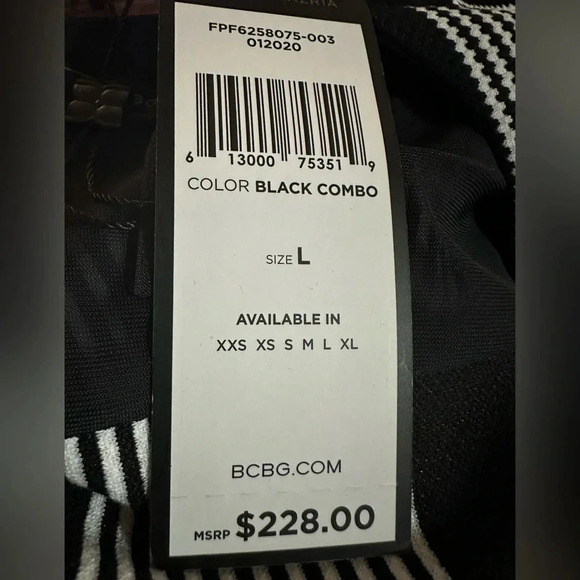 FPF6258075-003
012020
6 13000 75351 9
COLOR BLACK COMBO
SIZE L
AVAILABLE IN
XXS XS S M L XL
BCBG.COM
MSRP $228.00